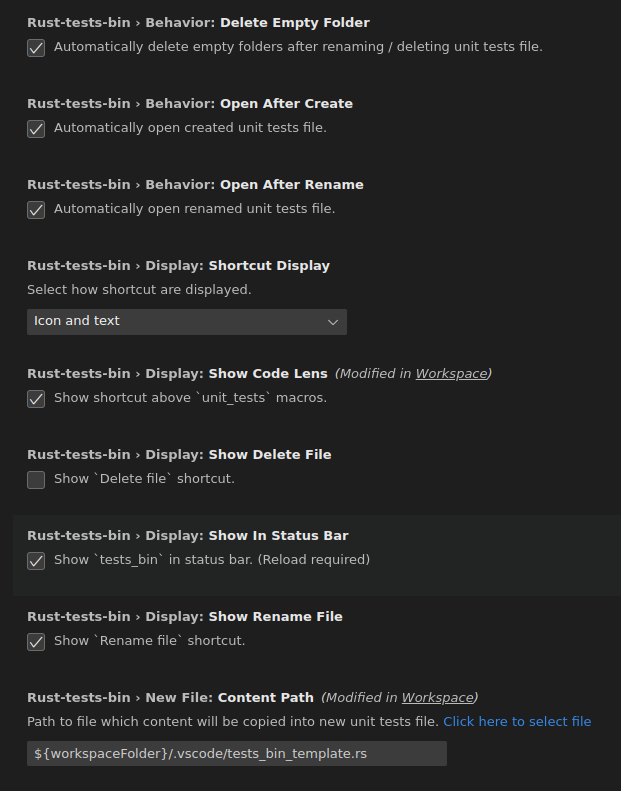 Rust-tests-bin › Behavior: Delete Empty Folder
Automatically delete empty folders after renaming / deleting unit tests file.
Rust-tests-bin › Behavior: Open After Create
Automatically open created unit tests file.
Rust-tests-bin › Behavior: Open After Rename
Automatically open renamed unit tests file.
Rust-tests-bin › Display: Shortcut Display
Select how shortcut are displayed.
Icon and text
Rust-tests-bin › Display: Show Code Lens (Modified in Workspace)
Show shortcut above `unit_tests` macros.
Rust-tests-bin › Display: Show Delete File
Show `Delete file` shortcut.
Rust-tests-bin › Display: Show In Status Bar
Show `tests_bin` in status bar. (Reload required)
Rust-tests-bin › Display: Show Rename File
Show `Rename file` shortcut.
Rust-tests-bin › New File: Content Path (Modified in Workspace)
Path to file which content will be copied into new unit tests file. Click here to select file
${workspaceFolder}/.vscode/tests_bin_template.rs